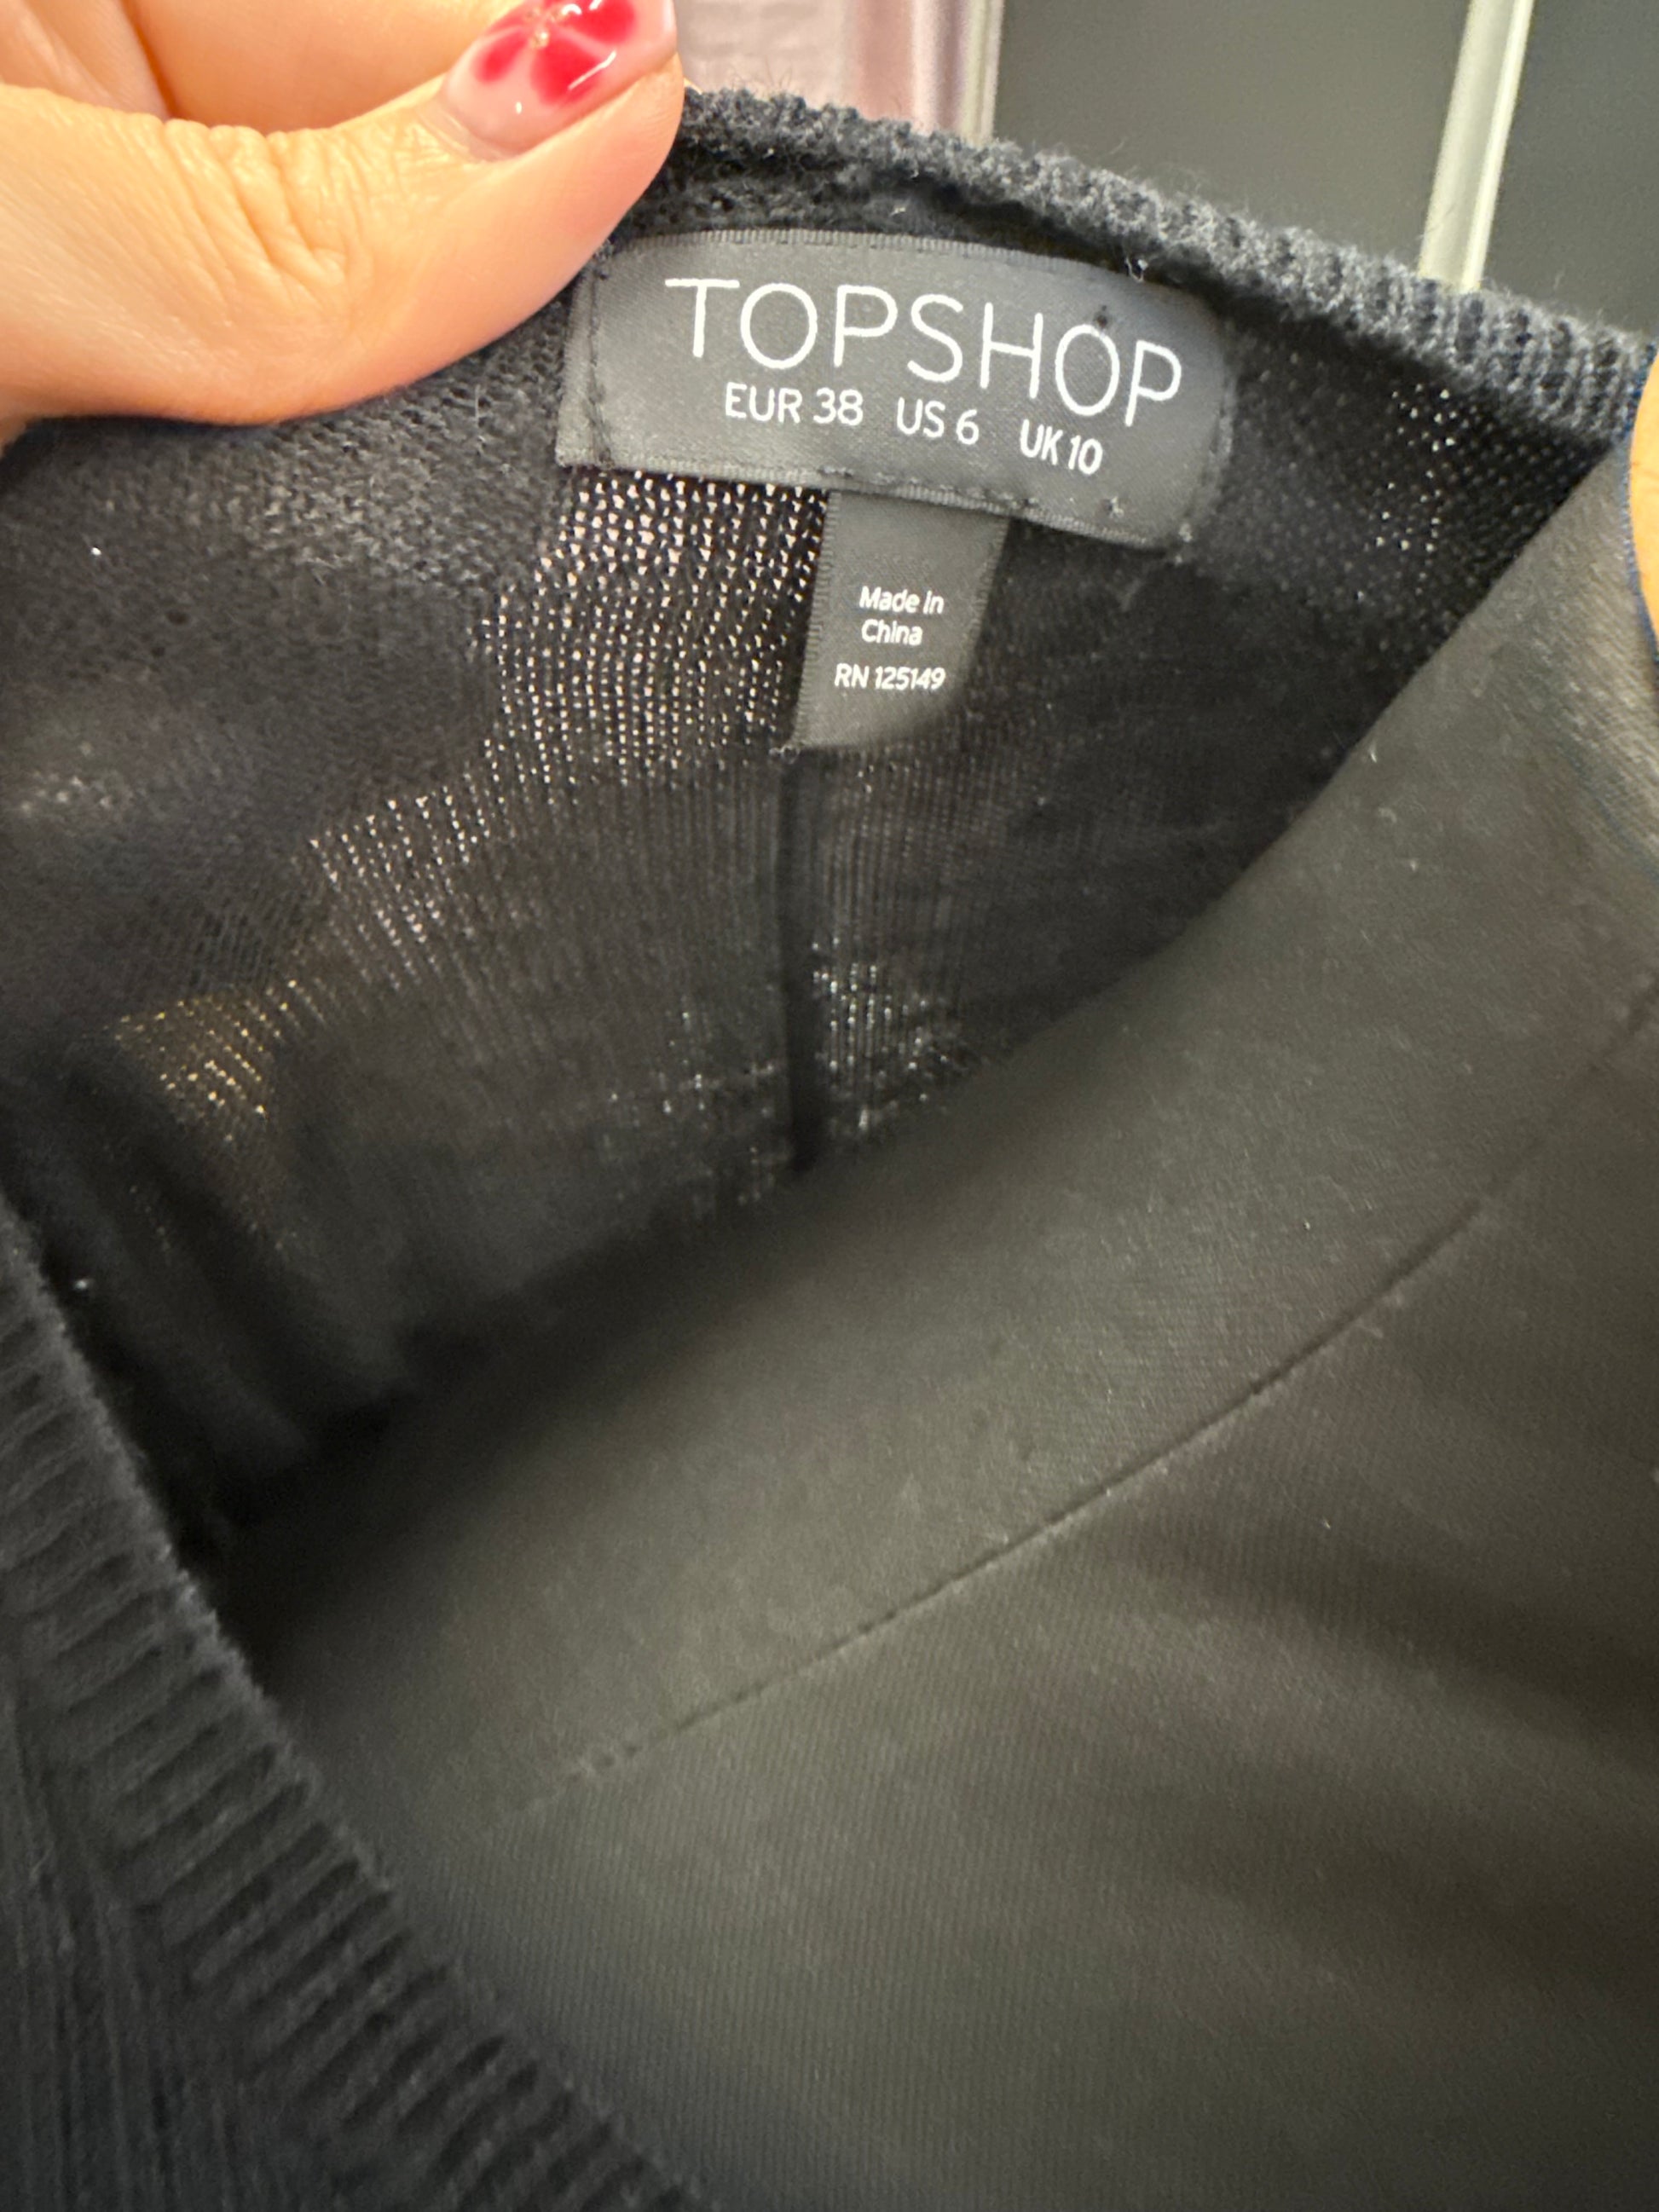 TOPSHOP
EUR 38 US 6 UK 10
Made in
China
RN 125149